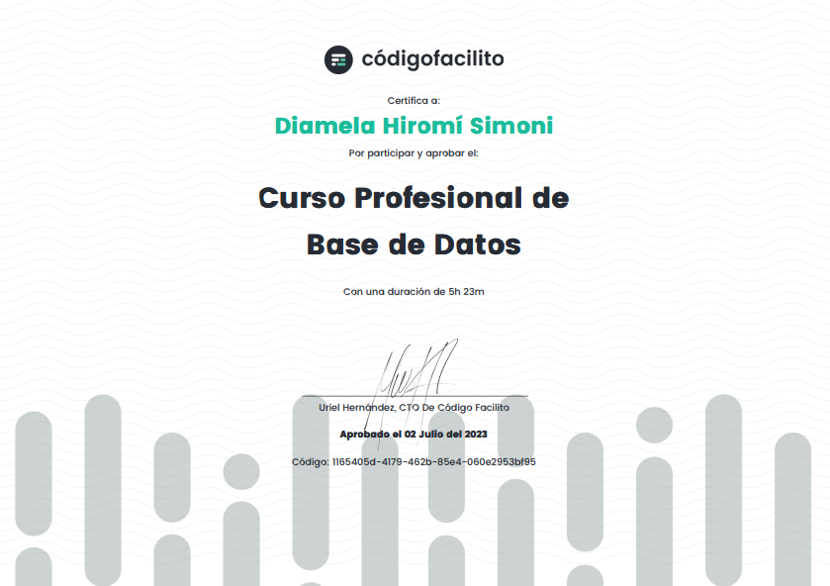 códigofacilito
Certifica a:
Diamela Hiromí Simoni
Por participar y aprobar el:
Curso Profesional de
Base de Datos
Con una duración de 5h 23m
Uriel Hernández, CTO De Código Facilito
Aprobado el 02 Julio del 2023
Código: 1165405d-4179-462b-85e4-060e2953bf95